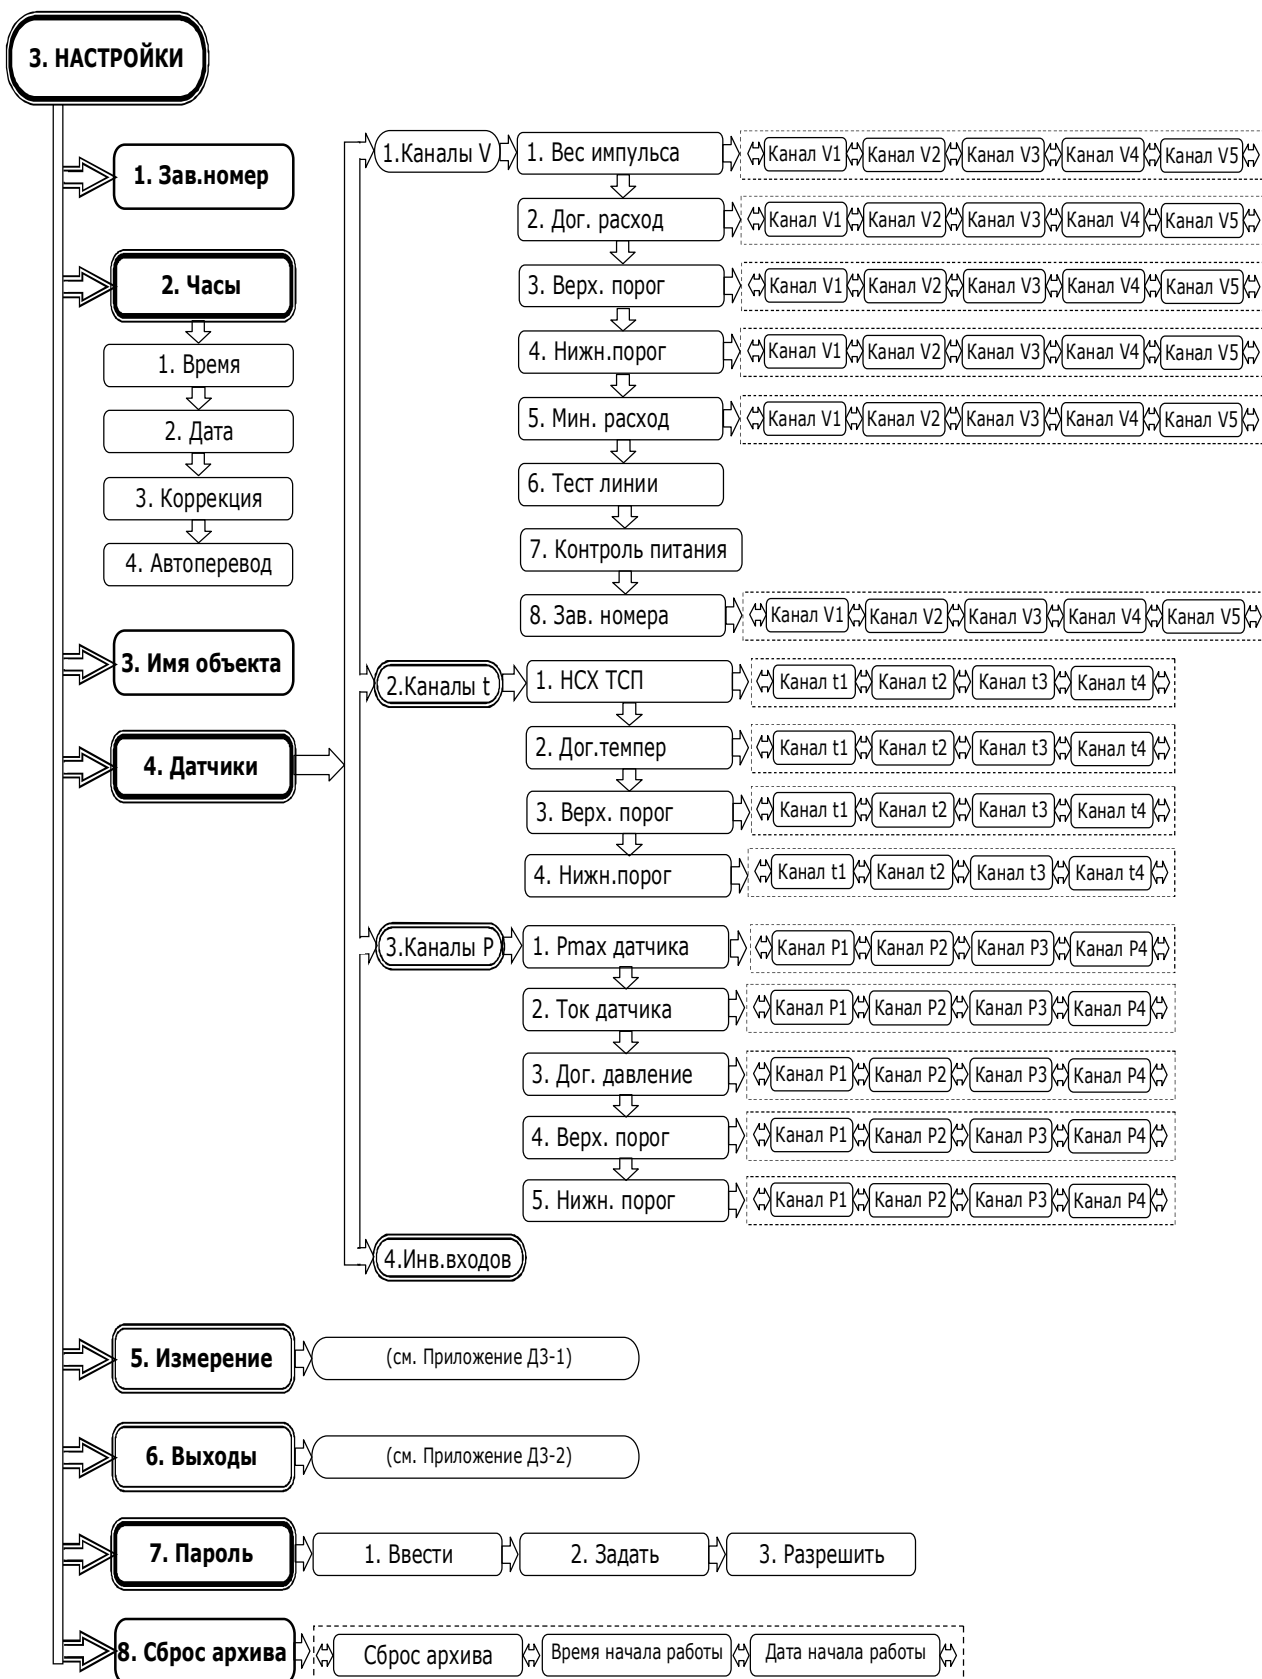 3. НАСТРОЙКИ
1. Зав.номер
2. Часы
1. Время
2. Дата
3. Коррекция
4. Автоперевод
3. Имя объекта
4. Датчики
1.Каналы V
1. Вес импульса
Канал V1 Канал V2 Канал V3 Канал V4 Канал V5
2. Дог. расход
Канал V1 Канал V2 Канал V3 Канал V4 Канал V5
3. Верх. порог
Канал V1 Канал V2 Канал V3 Канал V4 Канал V5
4. Нижн.порог
Канал V1 Канал V2 Канал V3 Канал V4 Канал V5
5. Мин. расход
Канал V1 Канал V2 Канал V3 Канал V4 Канал V5
6. Тест линии
7. Контроль питания
8. Зав. номера
Канал V1 Канал V2 Канал V3 Канал V4 Канал V5
2.Каналы t
1. НСХ ТСП
Канал t1 Канал t2 Канал t3 Канал t4
2. Дог.темпер
Канал t1 Канал t2 Канал t3 Канал t4
3. Верх. порог
Канал t1 Канал t2 Канал t3 Канал t4
4. Нижн.порог
Канал t1 Канал t2 Канал t3 Канал t4
3.Каналы P
1. Pmax датчика
Канал P1 Канал P2 Канал P3 Канал P4
2. Ток датчика
Канал P1 Канал P2 Канал P3 Канал P4
3. Дог. давление
Канал P1 Канал P2 Канал P3 Канал P4
4. Верх. порог
Канал P1 Канал P2 Канал P3 Канал P4
5. Нижн. порог
Канал P1 Канал P2 Канал P3 Канал P4
4.Инв.входов
5. Измерение
(см. Приложение Д3-1)
6. Выходы
(см. Приложение Д3-2)
7. Пароль
1. Ввести
2. Задать
3. Разрешить
8. Сброс архива
Сброс архива
Время начала работы
Дата начала работы